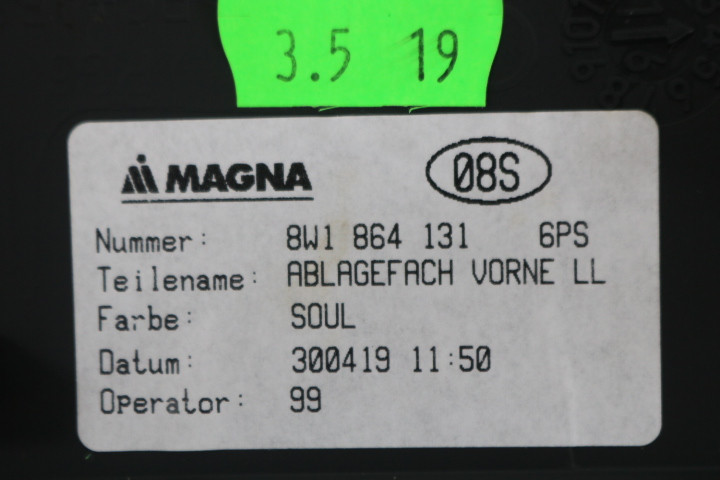 3.5 19
MAGNA 08S
Nummer: 8W1 864 131 6PS
Teilename: ABLAGEFACH VORNE LL
Farbe: SOUL
Datum: 300419 11:50
Operator: 99